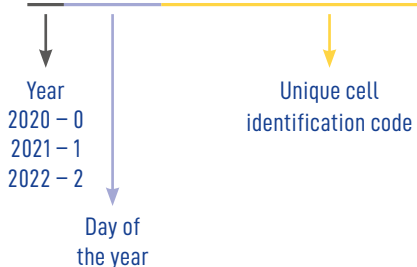 Year
2020 – 0
2021 – 1
2022 – 2
Day of
the year
Unique cell
identification code